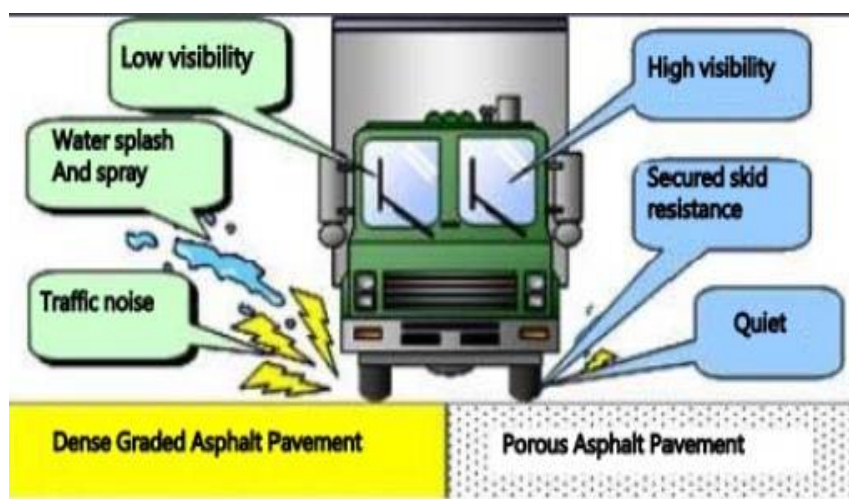 Low visibility
Water splash
And spray
Traffic noise
High visibility
Secured skid
resistance
Quiet
Dense Graded Asphalt Pavement
Porous Asphalt Pavement